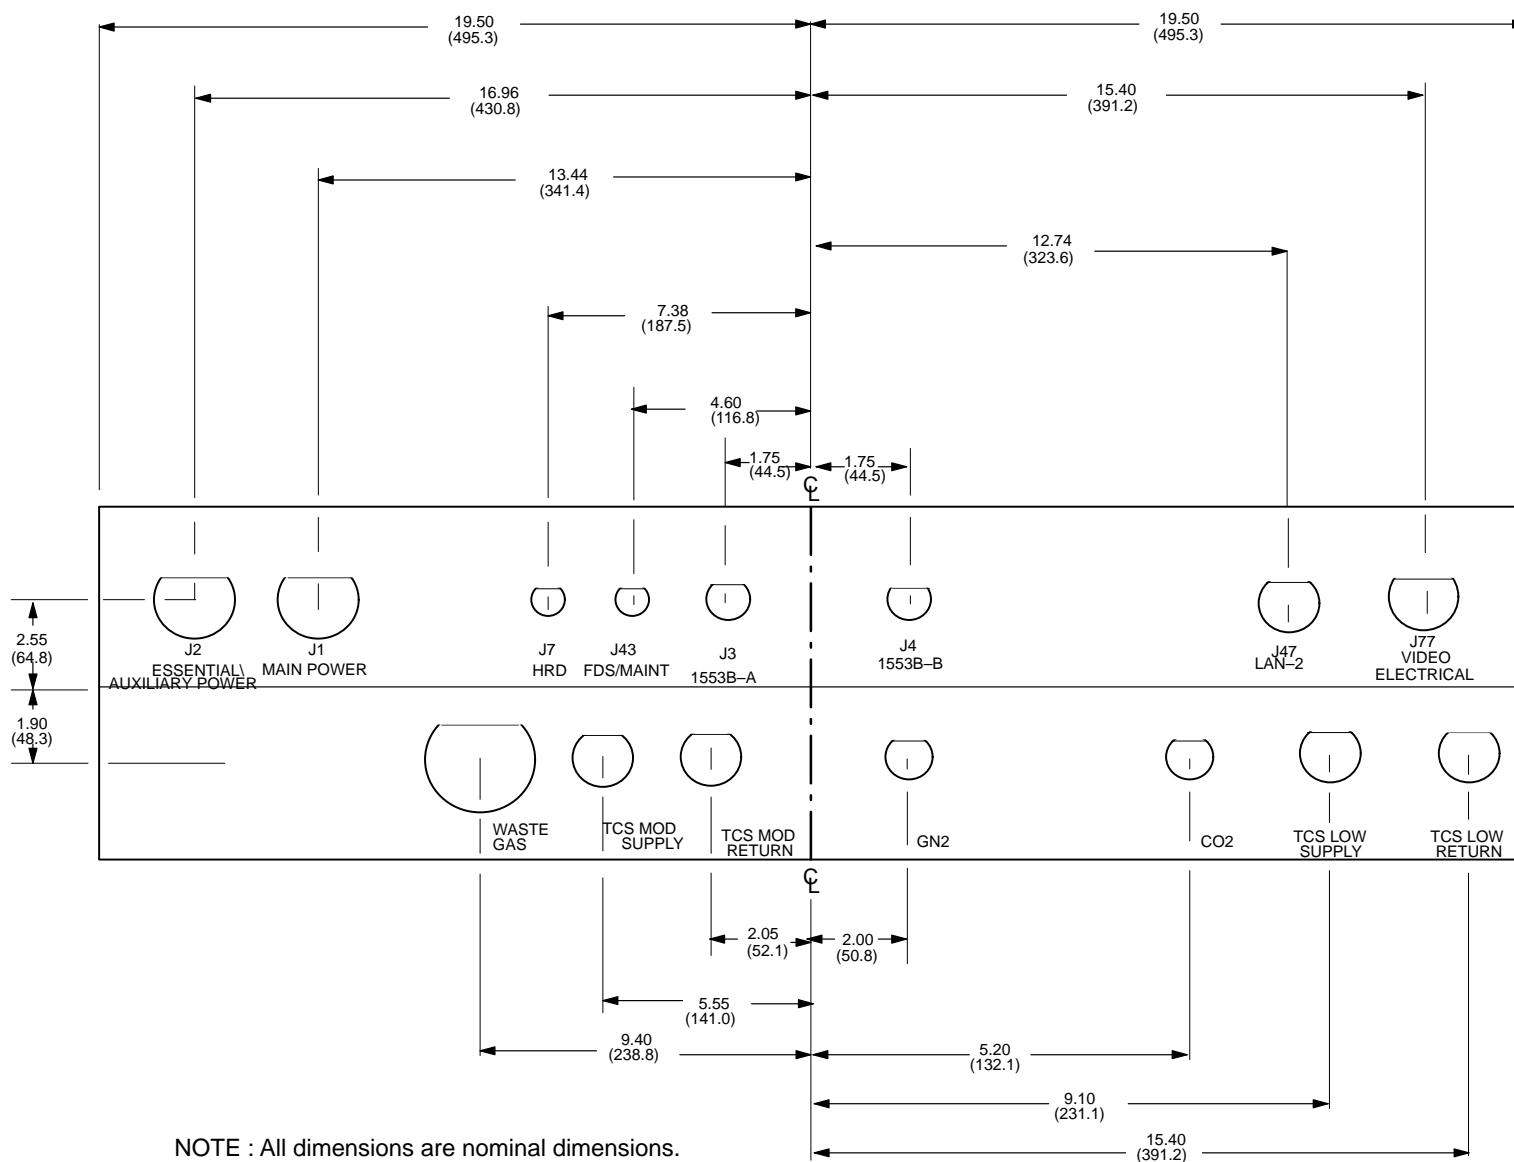 19.50
(495.3)
19.50
(495.3)
16.96
(430.8)
15.40
(391.2)
13.44
(341.4)
12.74
(323.6)
7.38
(187.5)
4.60
(116.8)
1.75
(44.5)
1.75
(44.5)
CL
2.55
(64.8)
J2
ESSENTIAL\
AUXILIARY POWER
J1
MAIN POWER
J7
HRD
J43
FDS/MAINT
J3
1553B–A
J4
1553B–B
J47
LAN–2
J77
VIDEO
ELECTRICAL
1.90
(48.3)
WASTE
GAS
TCS MOD
SUPPLY
TCS MOD
RETURN
GN2
CO2
TCS LOW
SUPPLY
TCS LOW
RETURN
CL
2.05
(52.1)
2.00
(50.8)
5.55
(141.0)
9.40
(238.8)
5.20
(132.1)
9.10
(231.1)
15.40
(391.2)
NOTE : All dimensions are nominal dimensions.